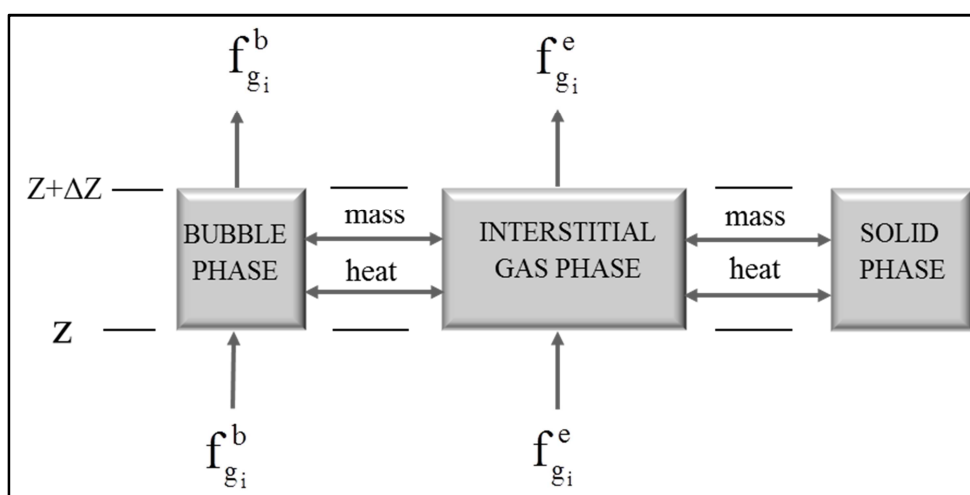 f_{g_i}^b f_{g_i}^e
Z+ΔZ
mass mass
BUBBLE PHASE
INTERSTITIAL GAS PHASE
SOLID PHASE
heat heat
Z
f_{g_i}^b f_{g_i}^e